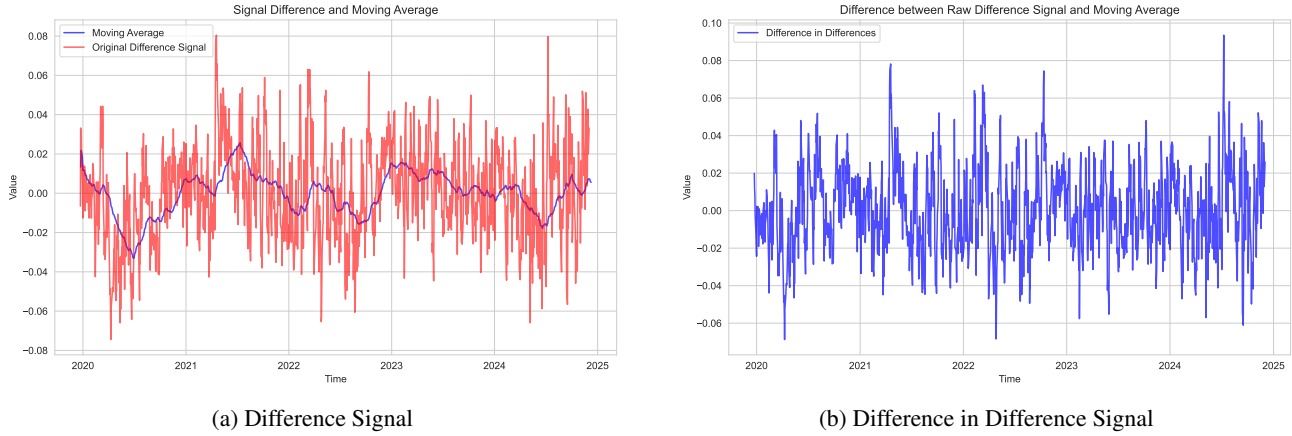 Signal Difference and Moving Average
Moving Average
Original Difference Signal
Value
0.08
0.06
0.04
0.02
0.00
−0.02
−0.04
−0.06
−0.08
2020
2021
2022
2023
2024
2025
Time
(a) Difference Signal
Difference between Raw Difference Signal and Moving Average
Difference in Differences
Value
0.10
0.08
0.06
0.04
0.02
0.00
−0.02
−0.04
−0.06
2020
2021
2022
2023
2024
2025
Time
(b) Difference in Difference Signal